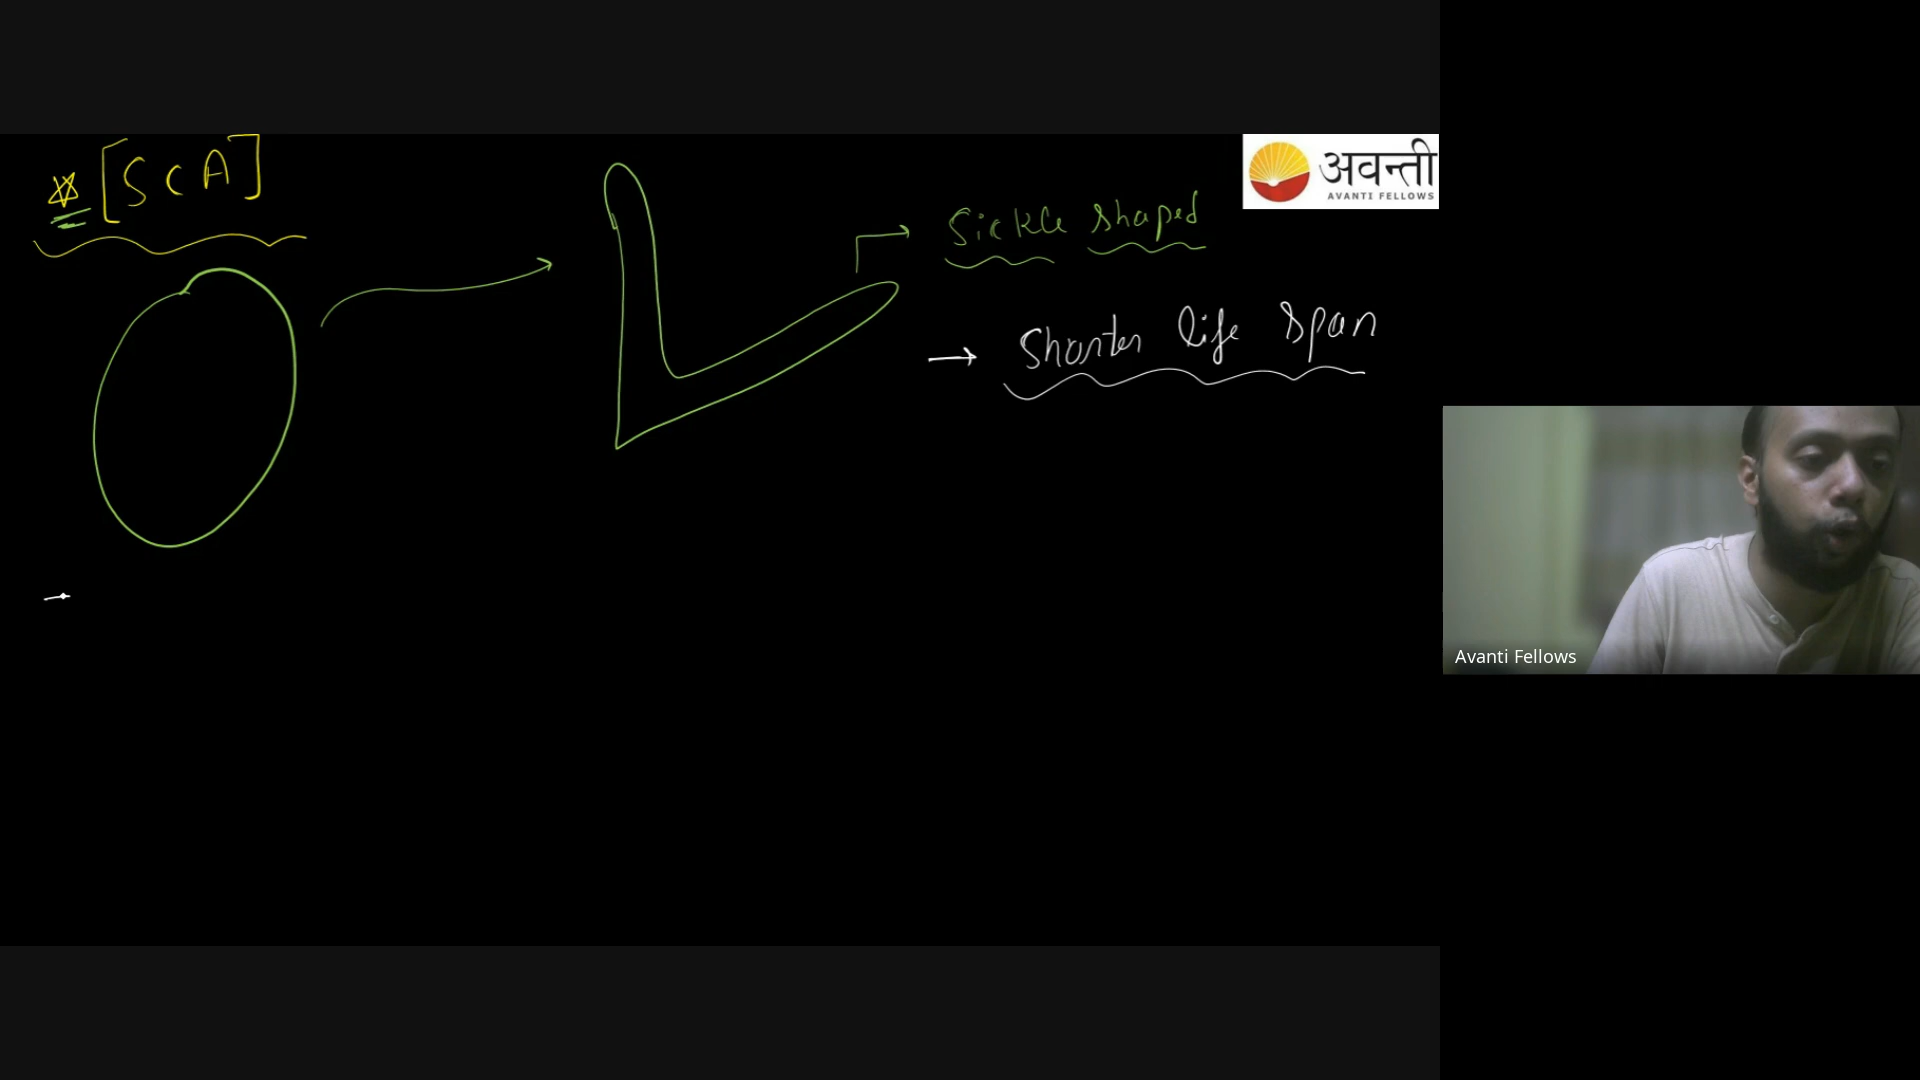 [SCA]
अवन्ती
AVANTI FELLOWS
Sickle shaped
→ Shorter life span
Avanti Fellows